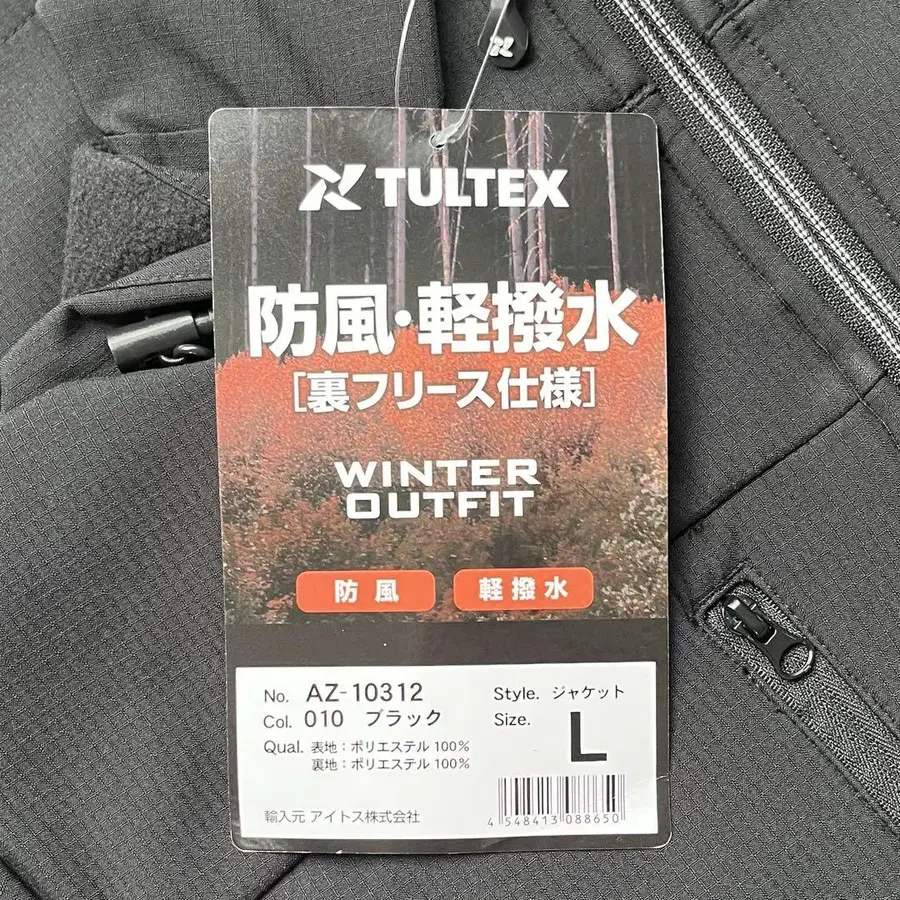 TULTEX
防風・軽撥水
[裏フリース仕様]
WINTER
OUTFIT
防風 軽撥水
No. AZ-10312 Style. ジャケット
Col. 010 ブラック Size. L
Qual. 表地:ポリエステル 100%
裏地:ポリエステル 100%
輸入元 アイトス株式会社
4 548413 088650